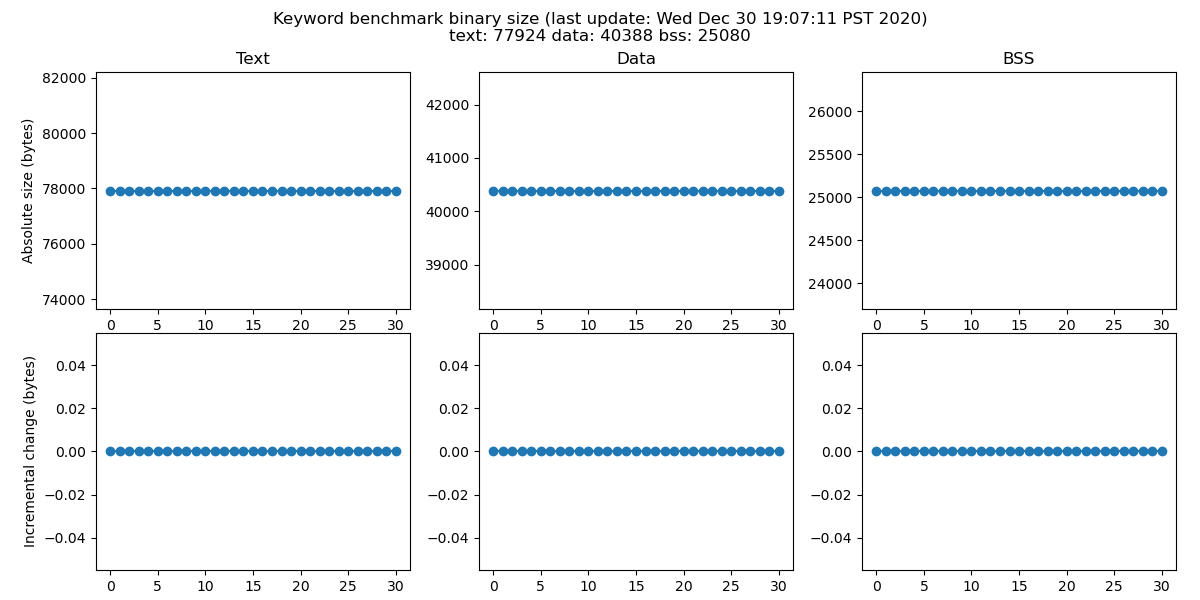 Keyword benchmark binary size (last update: Wed Dec 30 19:07:11 PST 2020)
text: 77924 data: 40388 bss: 25080
Text
Data
BSS
Absolute size (bytes)
82000
80000
78000
76000
74000
0 5 10 15 20 25 30
42000
41000
40000
39000
0 5 10 15 20 25 30
26000
25500
25000
24500
24000
0 5 10 15 20 25 30
Incremental change (bytes)
0.04
0.02
0.00
−0.02
−0.04
0 5 10 15 20 25 30
0.04
0.02
0.00
−0.02
−0.04
0 5 10 15 20 25 30
0.04
0.02
0.00
−0.02
−0.04
0 5 10 15 20 25 30